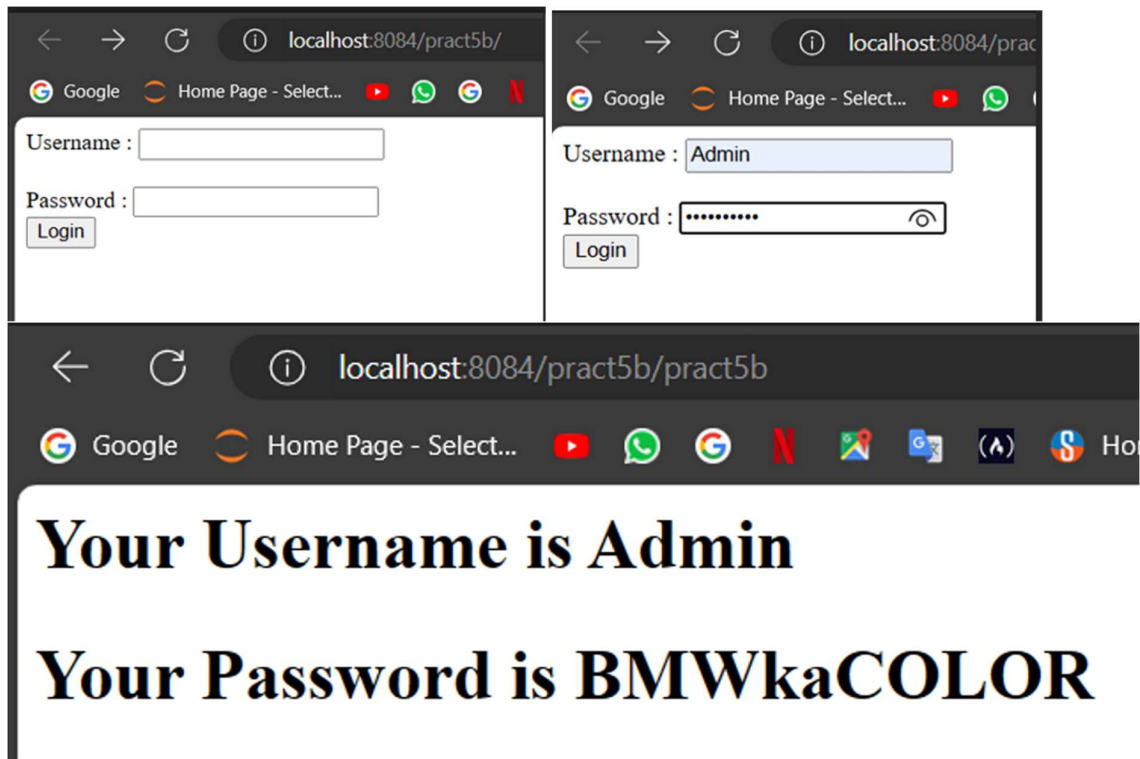 localhost:8084/pract5b/
Google Home Page - Select...
Username :
Password :
Login
localhost:8084/prac
Google Home Page - Select...
Username : Admin
Password : ••••••••••
Login
localhost:8084/pract5b/pract5b
Google Home Page - Select... Ho
Your Username is Admin
Your Password is BMWkaCOLOR